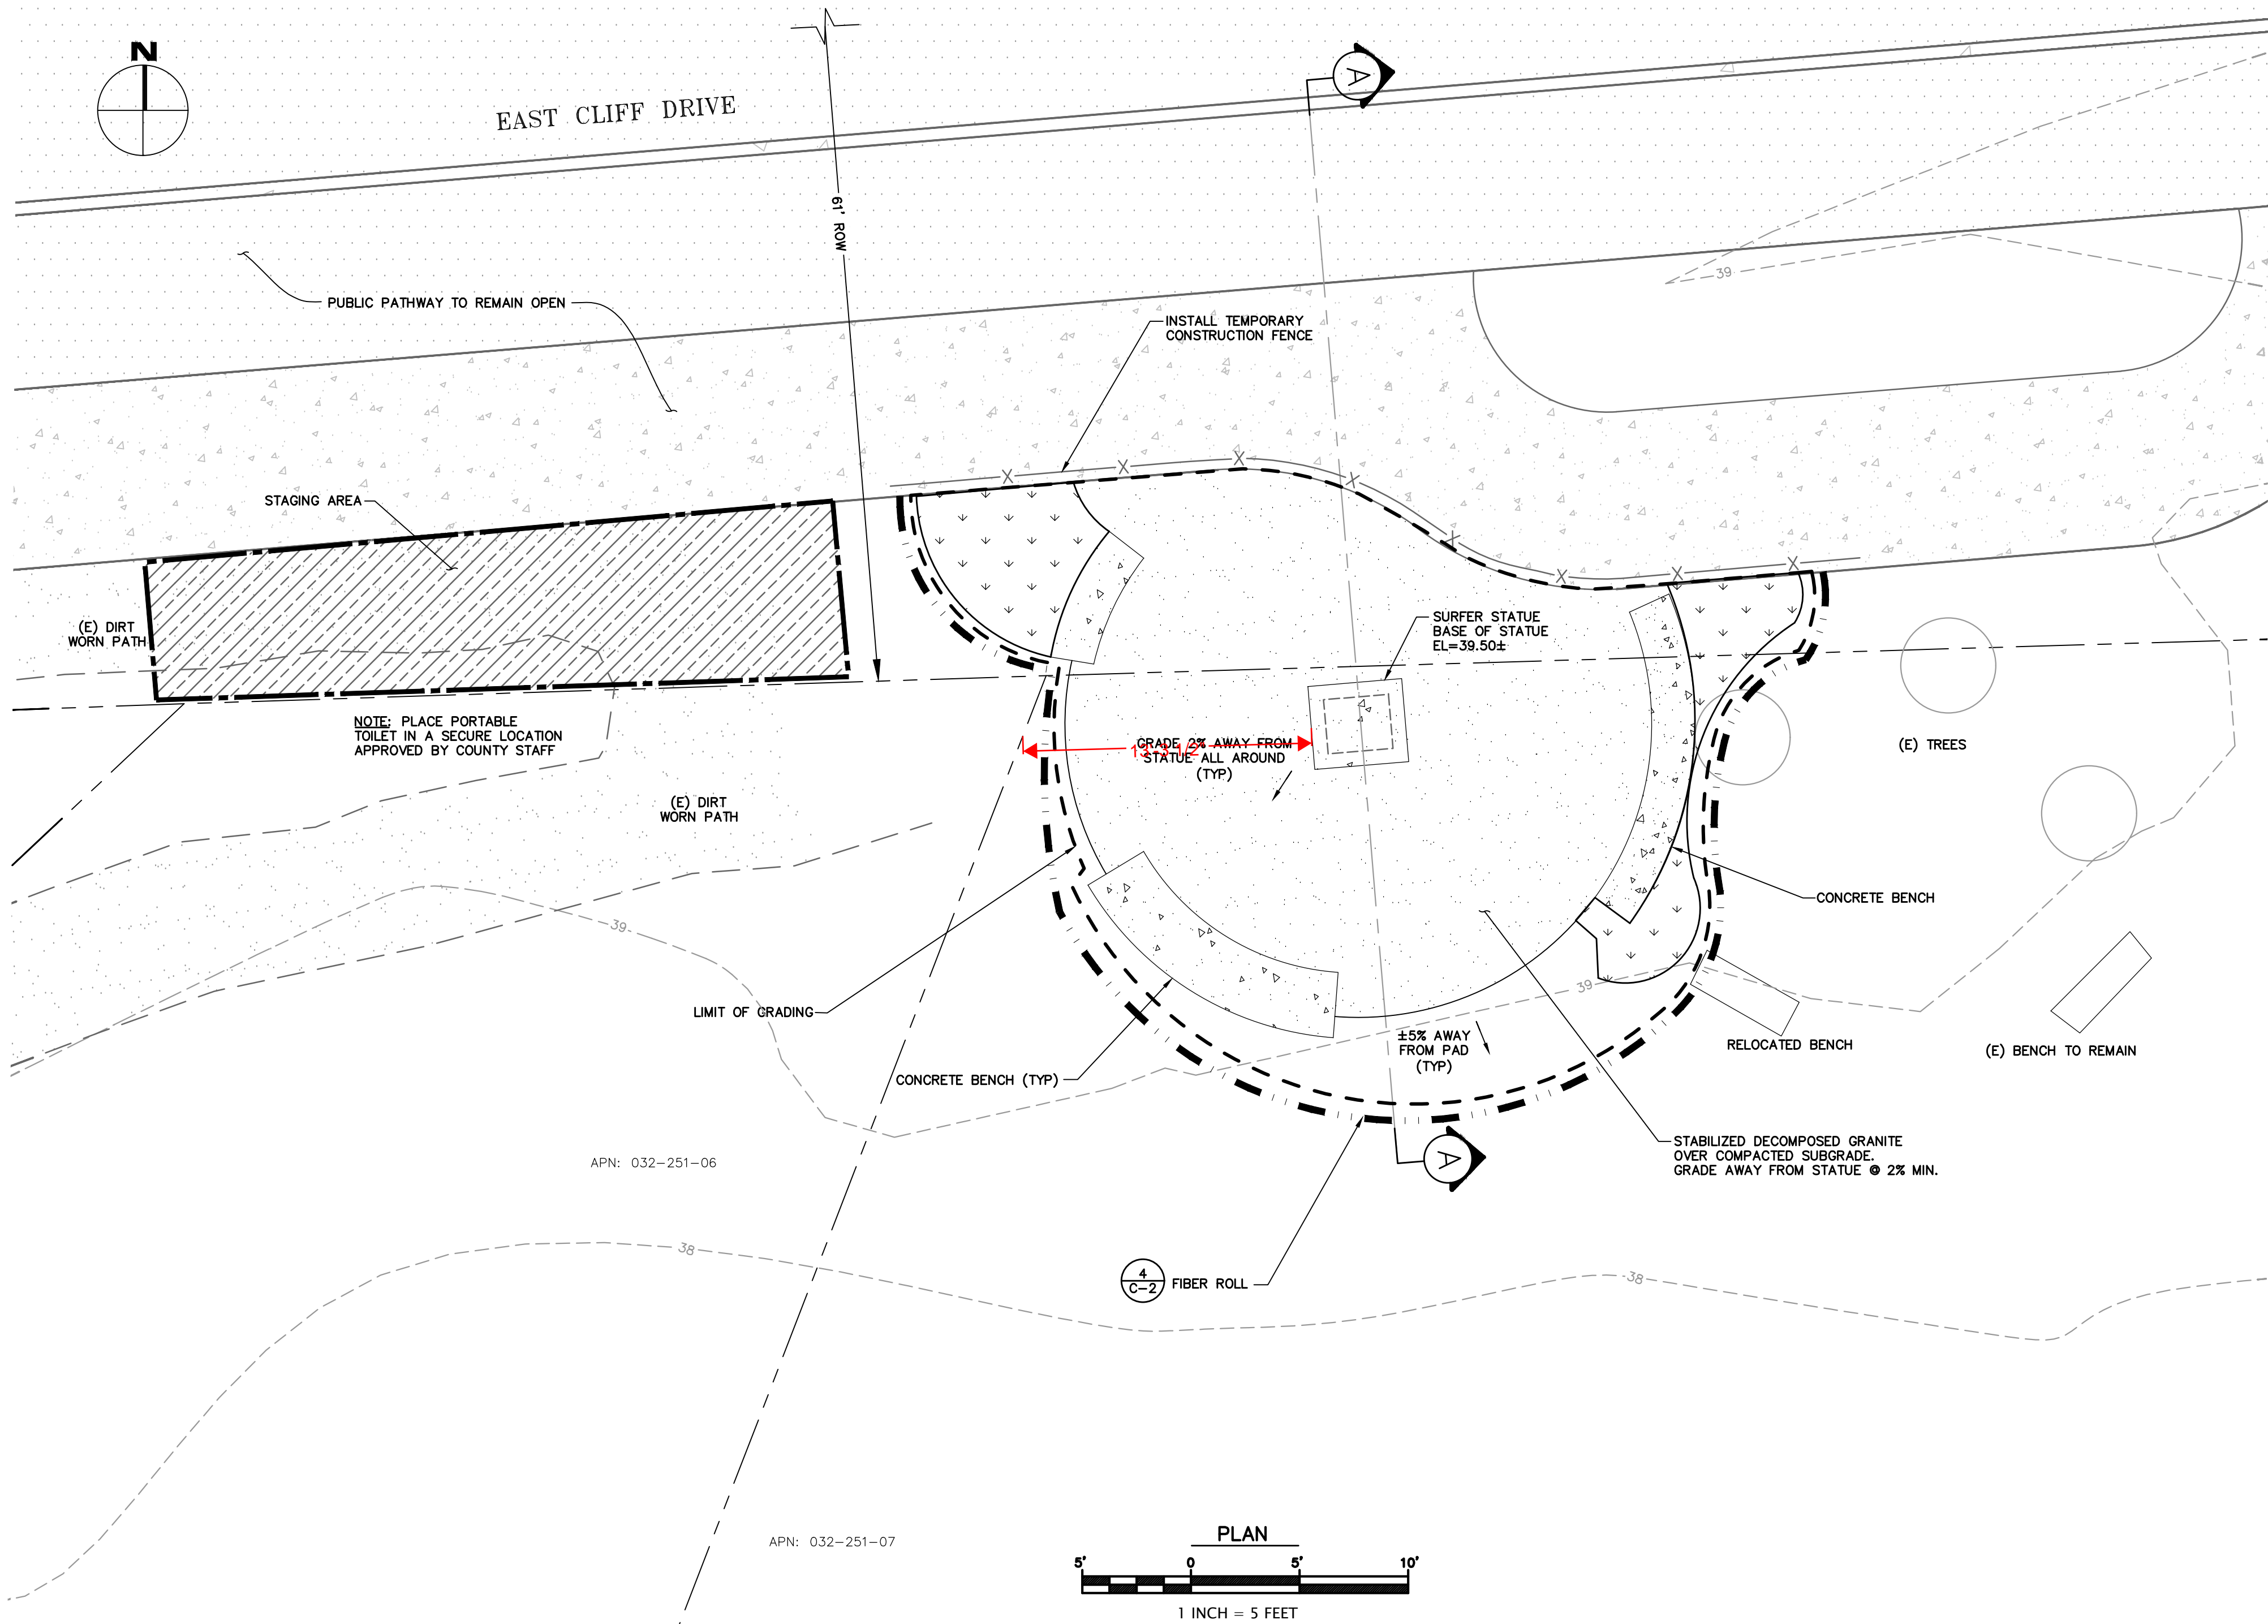 N
EAST CLIFF DRIVE
A
61' ROW
39
PUBLIC PATHWAY TO REMAIN OPEN
INSTALL TEMPORARY
CONSTRUCTION FENCE
STAGING AREA
(E) DIRT
WORN PATH
SURFER STATUE
BASE OF STATUE
EL=39.50±
NOTE: PLACE PORTABLE
TOILET IN A SECURE LOCATION
APPROVED BY COUNTY STAFF
GRADE 2% AWAY FROM
STATUE ALL AROUND
(TYP)
(E) TREES
(E) DIRT
WORN PATH
CONCRETE BENCH
39
39
LIMIT OF GRADING
±5% AWAY
FROM PAD
(TYP)
RELOCATED BENCH
(E) BENCH TO REMAIN
CONCRETE BENCH (TYP)
APN: 032-251-06
A
STABILIZED DECOMPOSED GRANITE
OVER COMPACTED SUBGRADE.
GRADE AWAY FROM STATUE @ 2% MIN.
38
4
C-2
FIBER ROLL
38
APN: 032-251-07
PLAN
5' 0 5' 10'
1 INCH = 5 FEET